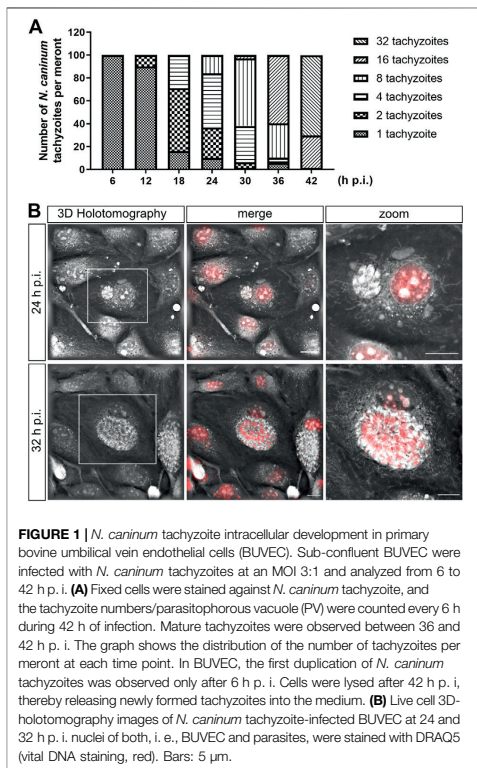 A
Number of N. caninum
tachyzoites per meront
120
100
80
60
40
20
0
6 12 18 24 30 36 42 (h p.i.)
32 tachyzoites
16 tachyzoites
8 tachyzoites
4 tachyzoites
2 tachyzoites
1 tachyzoite
B
3D Holotomography merge zoom
24 h p.i.
32 h p.i.
FIGURE 1 | N. caninum tachyzoite intracellular development in primary
bovine umbilical vein endothelial cells (BUVEC). Sub-confluent BUVEC were
infected with N. caninum tachyzoites at an MOI 3:1 and analyzed from 6 to
42 h p. i. (A) Fixed cells were stained against N. caninum tachyzoite, and
the tachyzoite numbers/parasitophorous vacuole (PV) were counted every 6 h
during 42 h of infection. Mature tachyzoites were observed between 36 and
42 h p. i. The graph shows the distribution of the number of tachyzoites per
meront at each time point. In BUVEC, the first duplication of N. caninum
tachyzoites was observed only after 6 h p. i. Cells were lysed after 42 h p. i,
thereby releasing newly formed tachyzoites into the medium. (B) Live cell 3D-
holotomography images of N. caninum tachyzoite-infected BUVEC at 24 and
32 h p. i. nuclei of both, i. e., BUVEC and parasites, were stained with DRAQ5
(vital DNA staining, red). Bars: 5 µm.